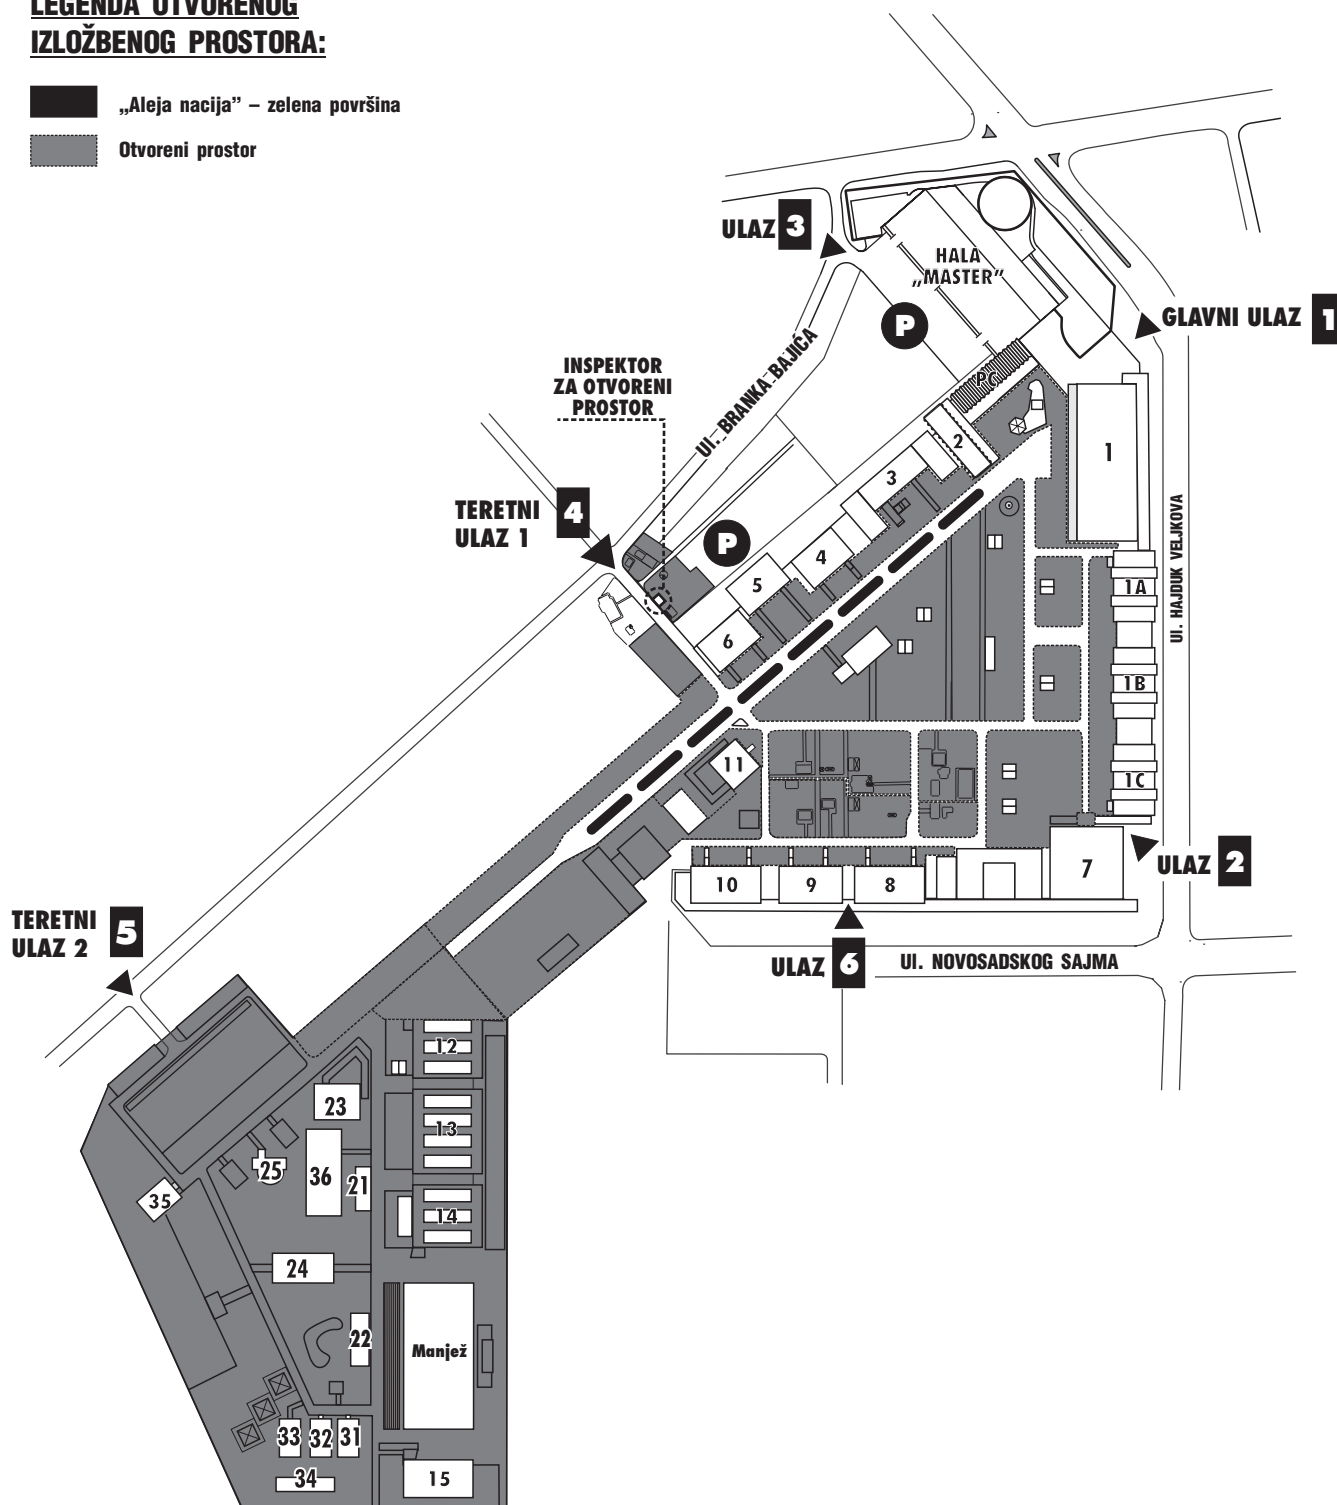 LEGENDA OTVORENOG
IZLOŽBENOG PROSTORA:
„Aleja nacija” – zelena površina
Otvoreni prostor
ULAZ 3
HALA
„MASTER”
P
GLAVNI ULAZ 1
INSPEKTOR
ZA OTVORENI
PROSTOR
Ul. BRANKA BAJIĆA
PC
2
1
3
TERETNI
ULAZ 1
4
P
4
5
6
Ul. HAJDUK VELJKOVA
1A
1B
1C
11
7
ULAZ 2
10
9
8
TERETNI
ULAZ 2
5
ULAZ 6
Ul. NOVOSADSKOG SAJMA
12
23
13
36
25
21
35
14
24
22
Manjež
33
32
31
34
15